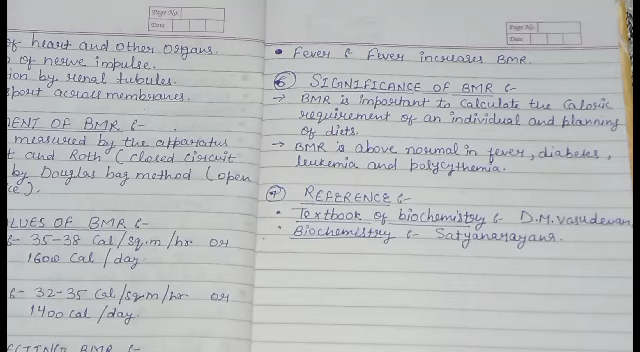 Page No.
Date
of heart and other organs.
of nerve impulse.
tion by renal tubules.
sport across membranes.
MENT OF BMR :-
measured by the apparatus
t and Roth (closed circuit
by Douglas bag method (open
ce).
ALUES OF BMR :-
:- 35-38 Cal/sq.m/hr. or
1600 Cal/day.
:- 32-35 Cal/sq.m/hr or
1400 Cal/day.
ECTING BMR :-
Page No.
Date
• Fever :- Fever increases BMR.
⑥ SIGNIFICANCE OF BMR :-
→ BMR is important to calculate the Caloric
requirement of an individual and planning
of diets.
→ BMR is above normal in fever, diabetes,
leukemia and polycythemia.
⑦ REFERENCE :-
• Textbook of biochemistry :- D.M.Vasudevan
• Biochemistry :- Satyanarayana.